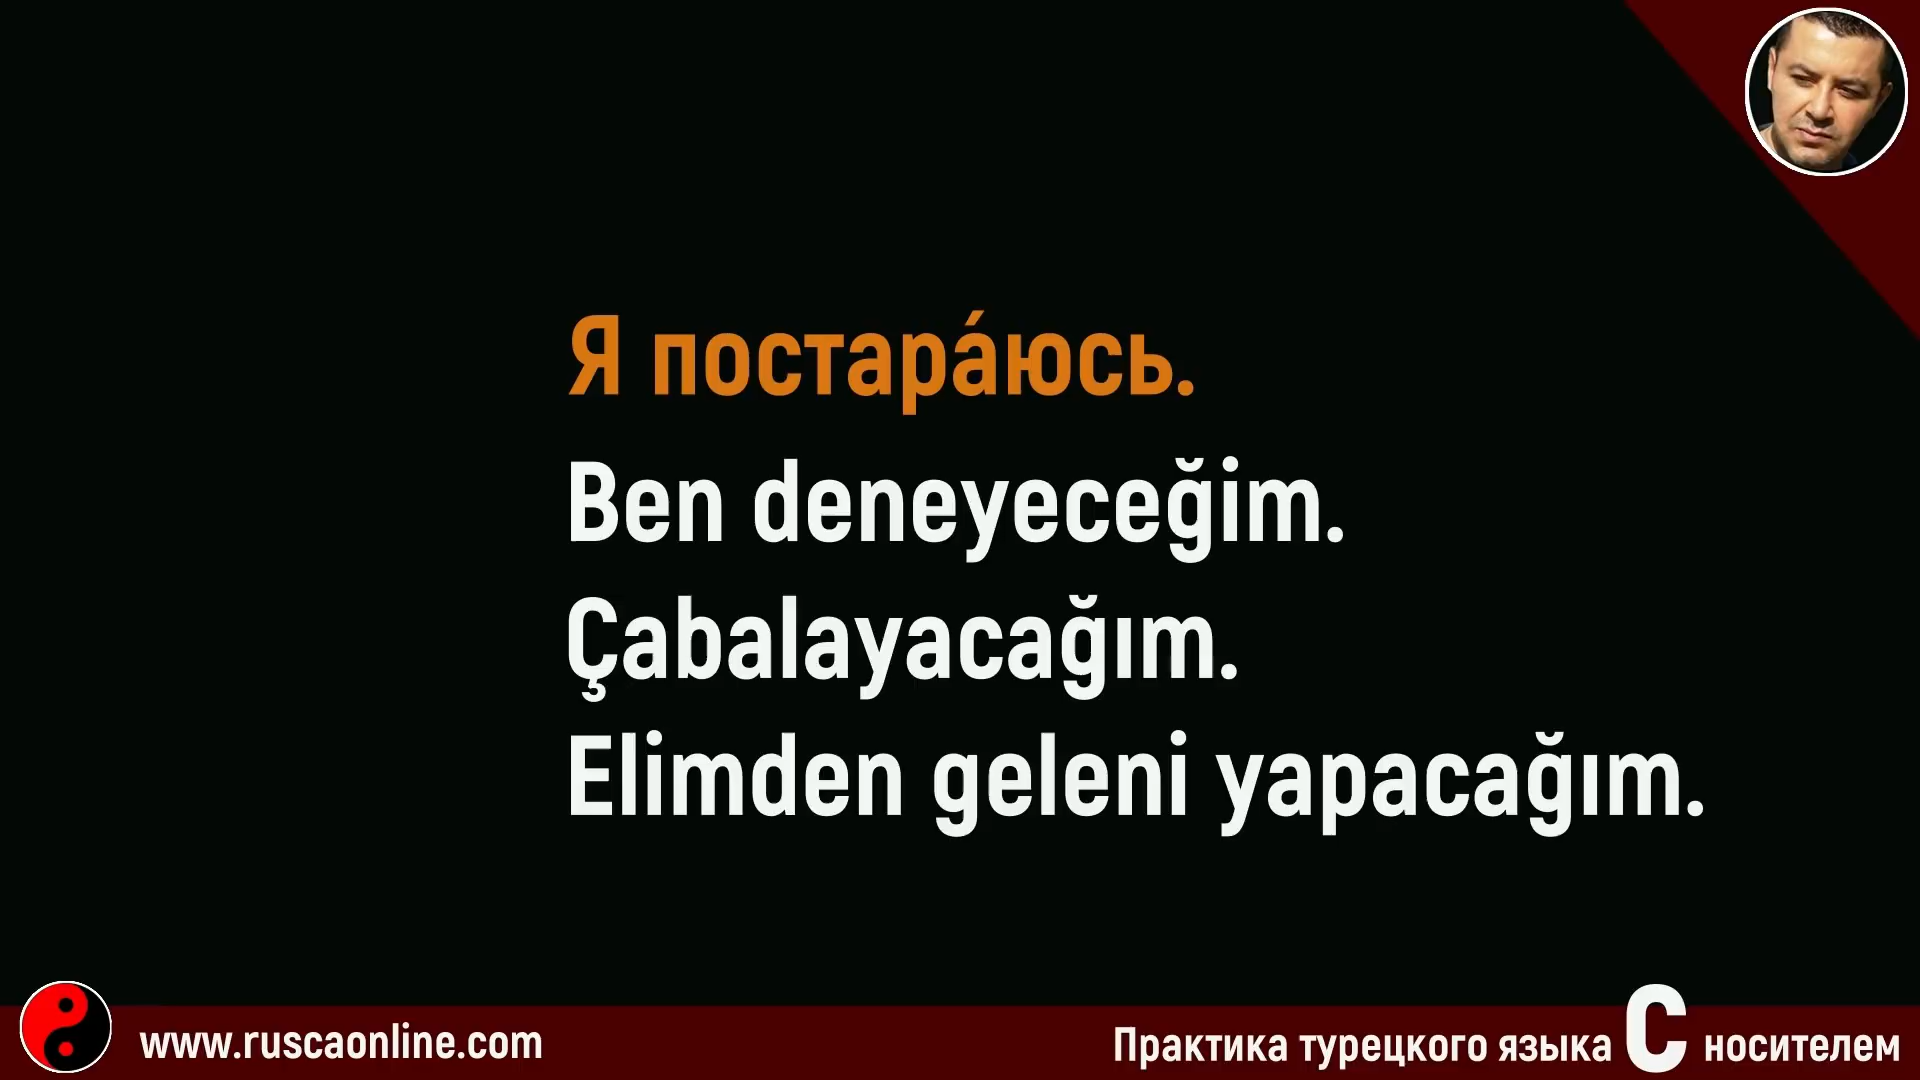 Я постара́юсь.
Ben deneyeceğim.
Çabalayacağım.
Elimden geleni yapacağım.
www.ruscaonline.com
Практика турецкого языка С носителем